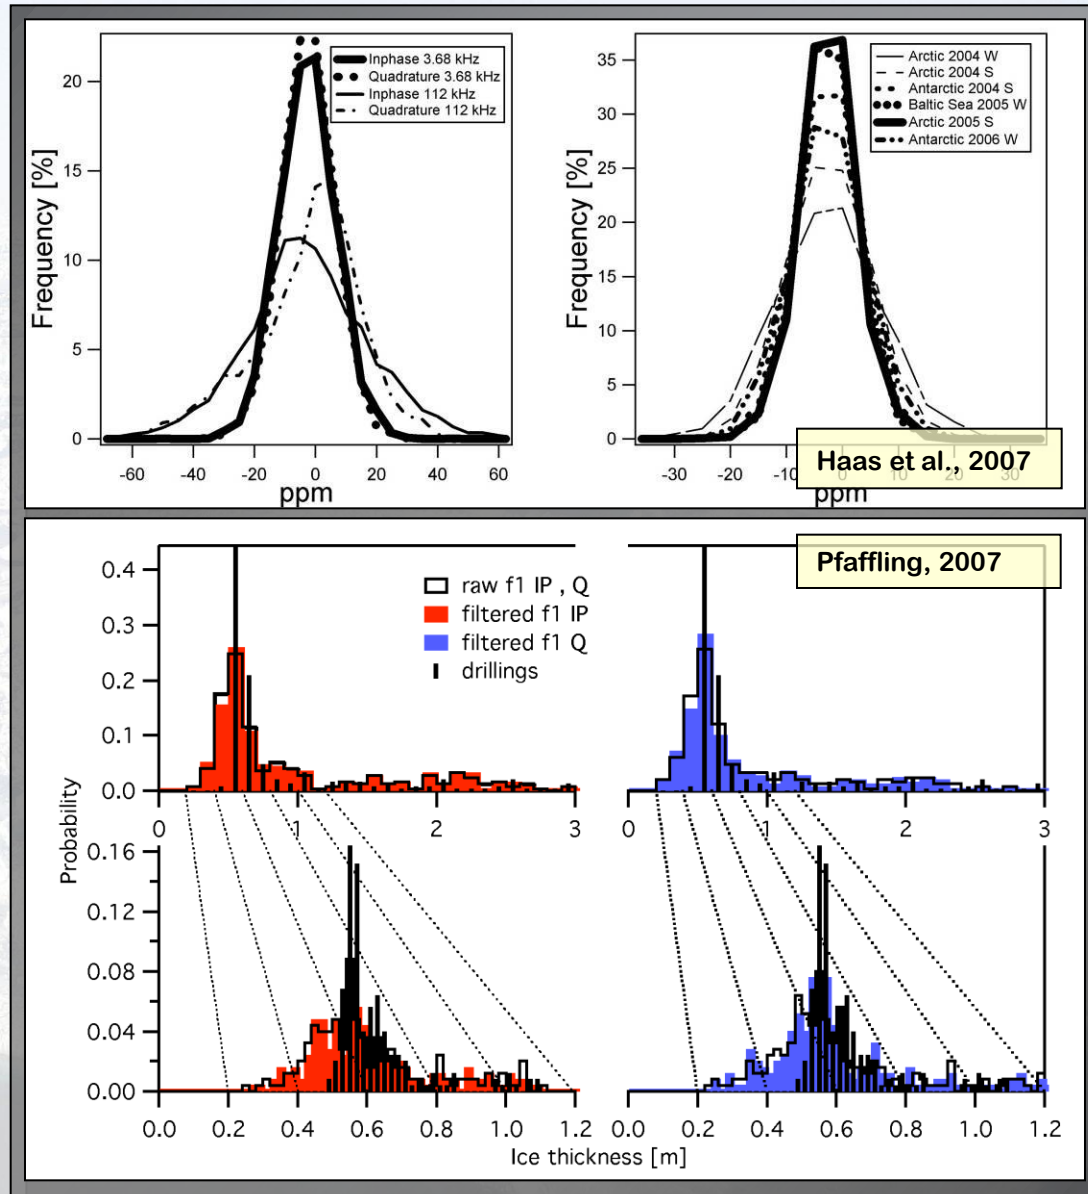 Frequency [%]
20
15
10
5
0
-60 -40 -20 0 20 40 60
ppm
Inphase 3.68 kHz
Quadrature 3.68 kHz
Inphase 112 kHz
Quadrature 112 kHz
Frequency [%]
35
30
25
20
15
10
5
0
-30 -20 -10 0 10 30
ppm
Arctic 2004 W
Arctic 2004 S
Antarctic 2004 S
Baltic Sea 2005 W
Arctic 2005 S
Antarctic 2006 W
Haas et al., 2007
Pfaffling, 2007
raw f1 IP , Q
filtered f1 IP
filtered f1 Q
drillings
Probability
0.4
0.3
0.2
0.1
0.0
0 1 2 3
0 1 2 3
0.16
0.12
0.08
0.04
0.00
0.0 0.2 0.4 0.6 0.8 1.0 1.2
0.0 0.2 0.4 0.6 0.8 1.0 1.2
Ice thickness [m]